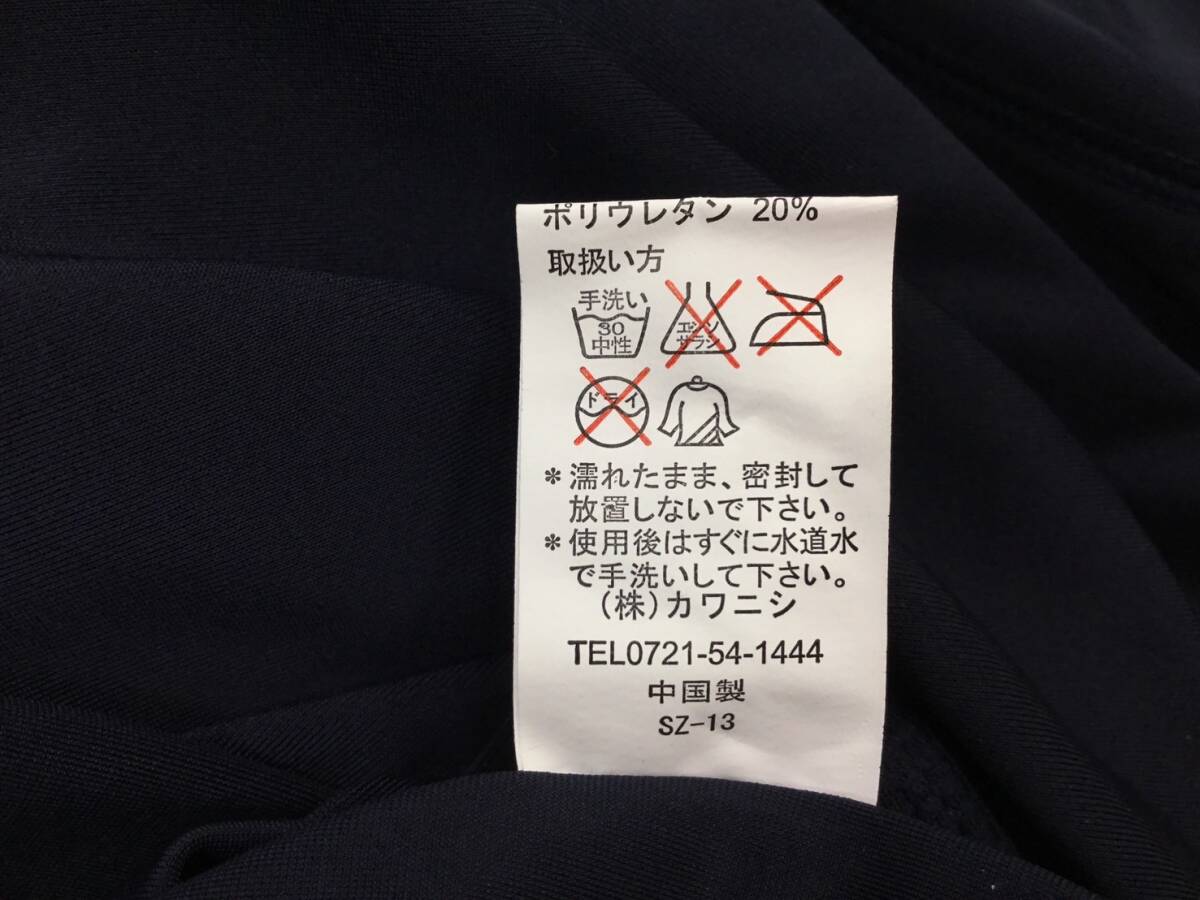 ポリウレタン 20%
取扱い方
手洗い
30
中性
エンソ
サラシ
ドライ
*濡れたまま、密封して
放置しないで下さい。
*使用後はすぐに水道水
で手洗いして下さい。
(株)カワニシ
TEL0721-54-1444
中国製
SZ-13